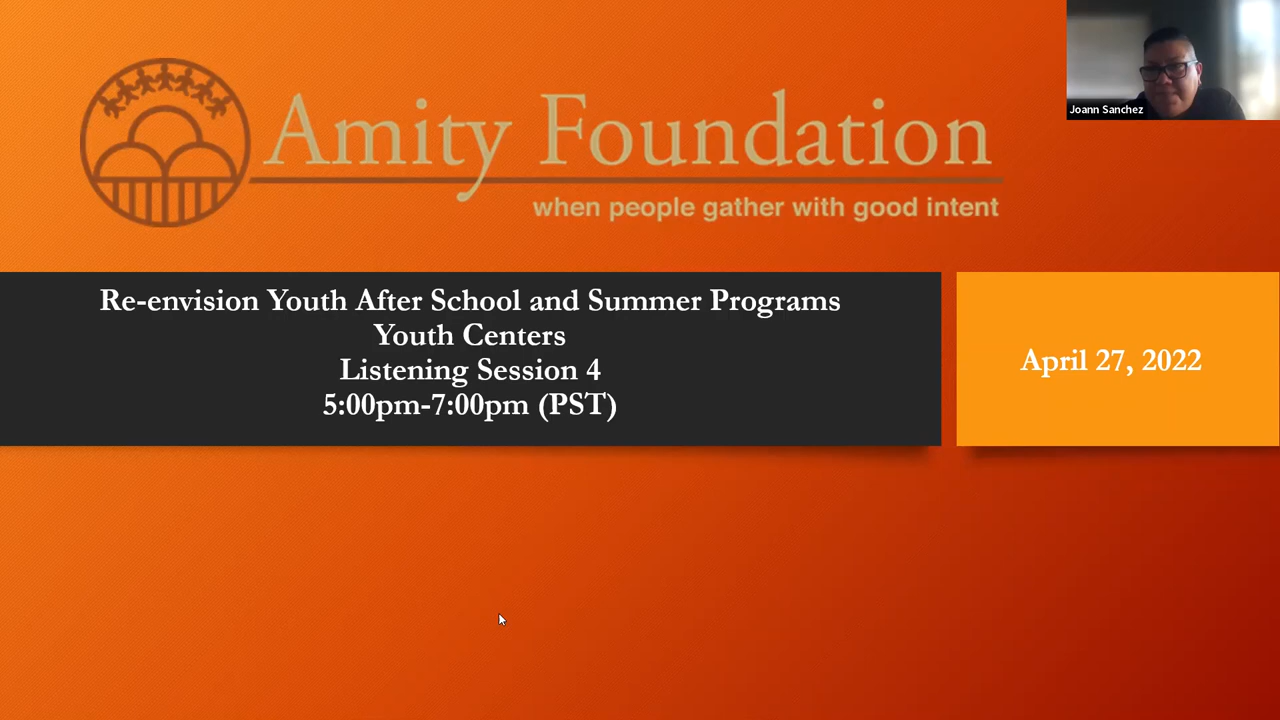 Amity Foundation
when people gather with good intent
Joann Sanchez
Re-envision Youth After School and Summer Programs
Youth Centers
Listening Session 4
5:00pm-7:00pm (PST)
April 27, 2022